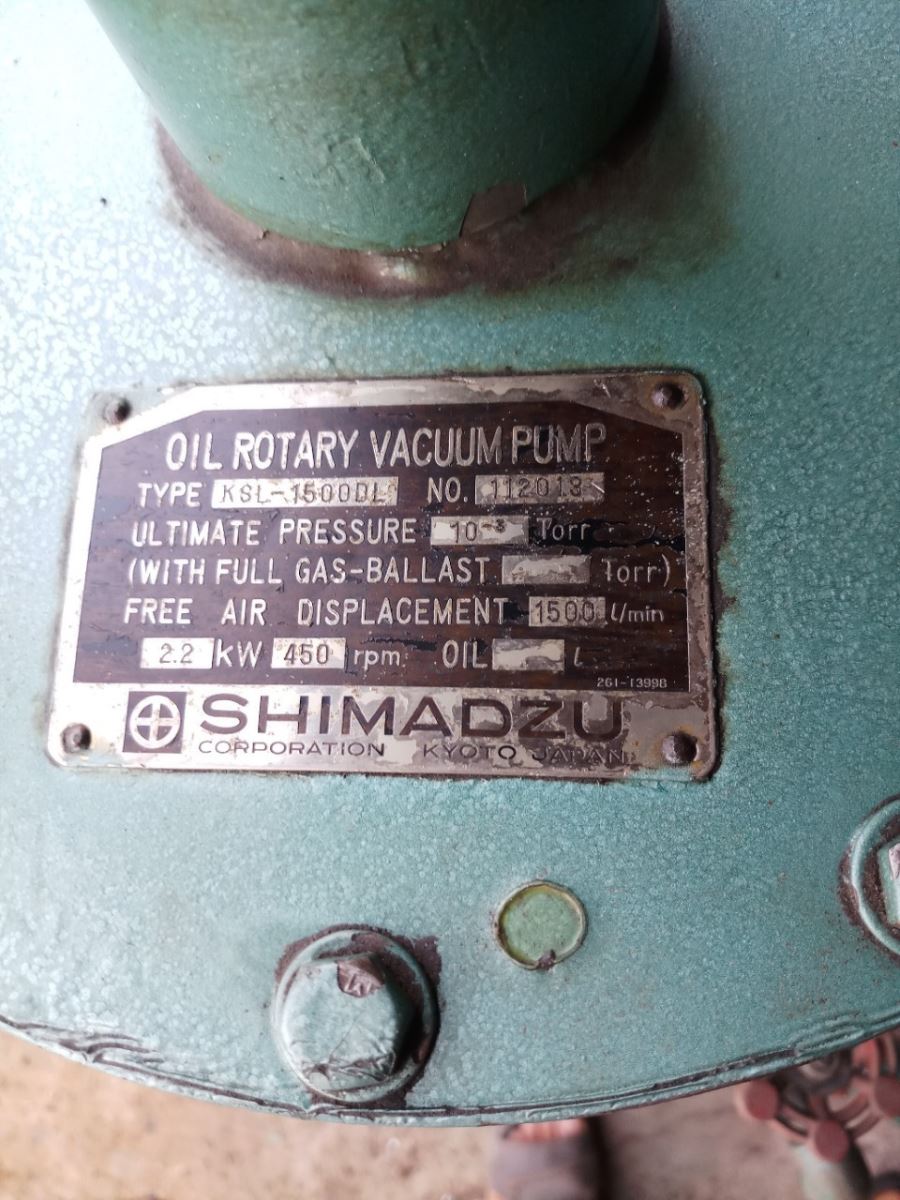 OIL ROTARY VACUUM PUMP
TYPE KSL-1500DL NO. 112013
ULTIMATE PRESSURE 10⁻³ Torr
(WITH FULL GAS-BALLAST Torr)
FREE AIR DISPLACEMENT 1500 l/min
2.2 kW 450 rpm OIL l
261-13998
SHIMADZU
CORPORATION KYOTO JAPAN